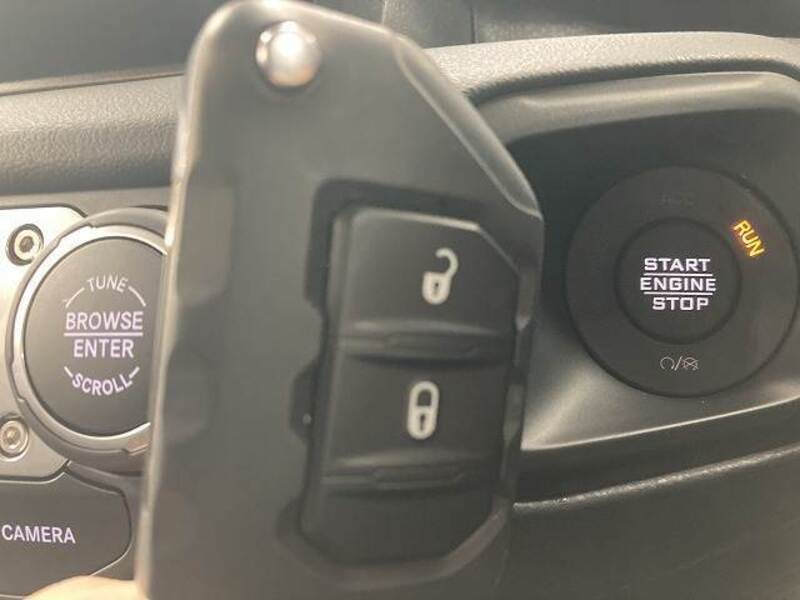 TUNE
BROWSE
ENTER
SCROLL
CAMERA
RUN
START
ENGINE
STOP